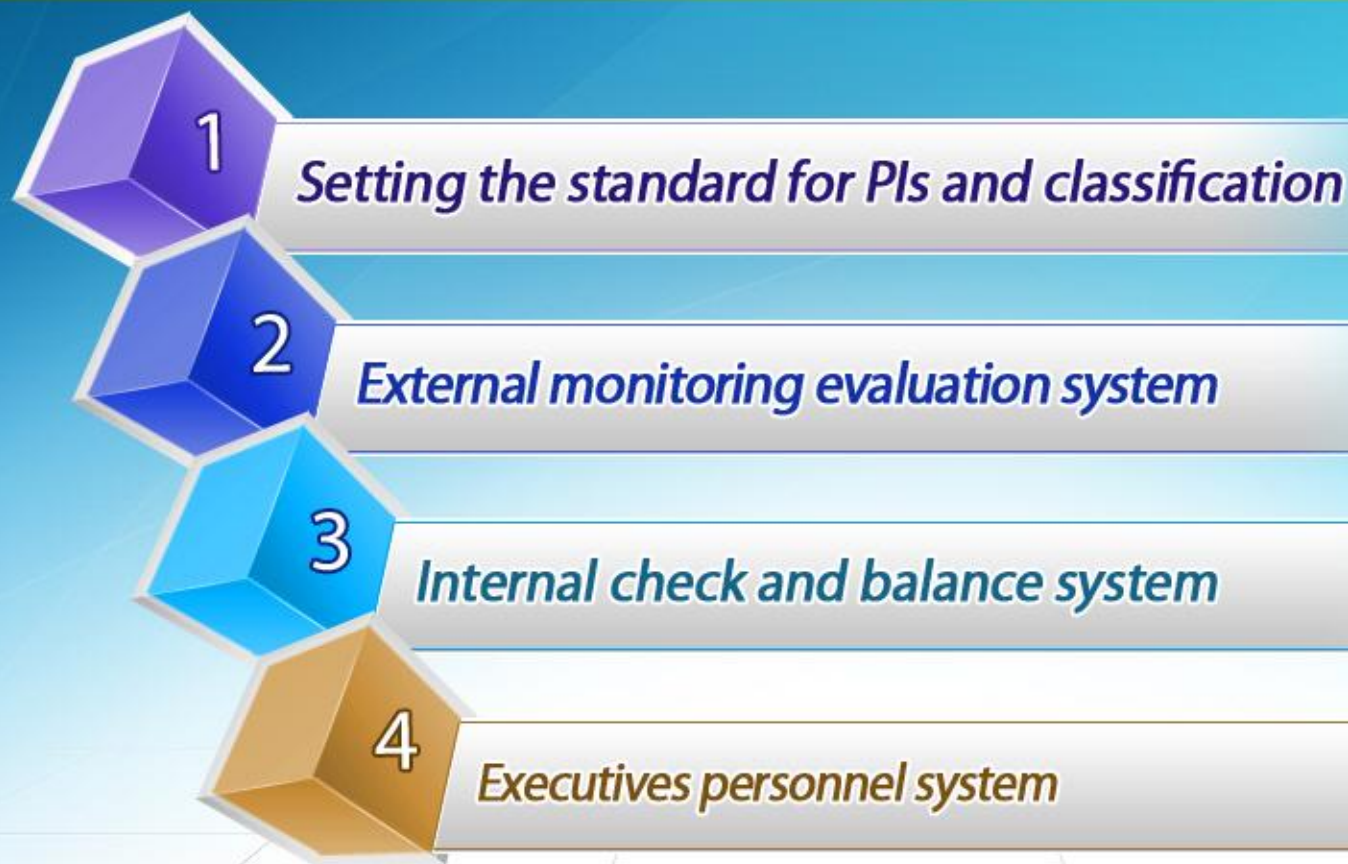 1
Setting the standard for PIs and classification
2
External monitoring evaluation system
3
Internal check and balance system
4
Executives personnel system